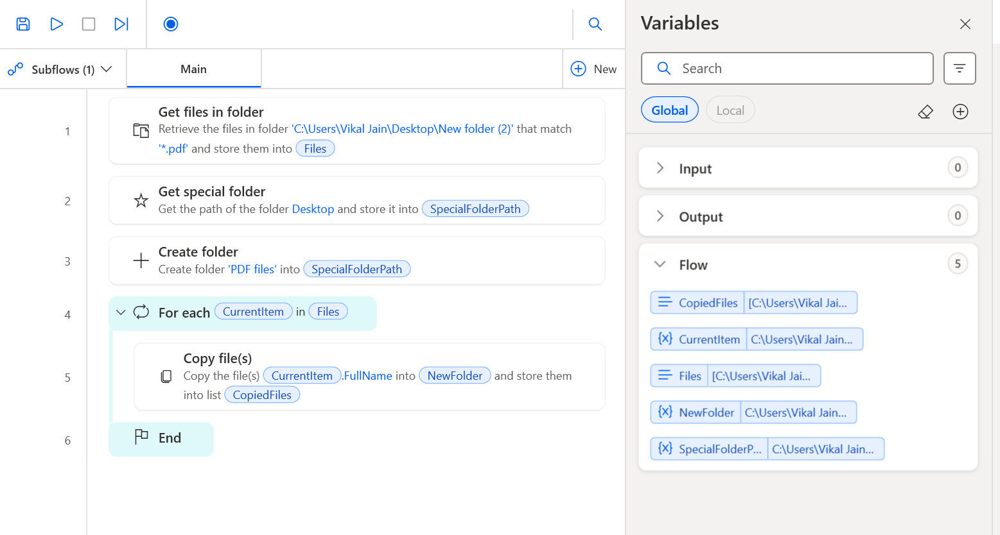 Subflows (1)
Main
New
1
Get files in folder
Retrieve the files in folder 'C:\Users\Vikal Jain\Desktop\New folder (2)' that match
'*.pdf' and store them into Files
2
Get special folder
Get the path of the folder Desktop and store it into SpecialFolderPath
3
Create folder
Create folder 'PDF files' into SpecialFolderPath
4
For each CurrentItem in Files
5
Copy file(s)
Copy the file(s) CurrentItem .FullName into NewFolder and store them
into list CopiedFiles
6
End
Variables
Search
Global Local
Input 0
Output 0
Flow 5
CopiedFiles [C:\Users\Vikal Jai...
{x} CurrentItem C:\Users\Vikal Jain...
Files [C:\Users\Vikal Jai...
{x} NewFolder C:\Users\Vikal Jain...
{x} SpecialFolderP... C:\Users\Vikal Jain...